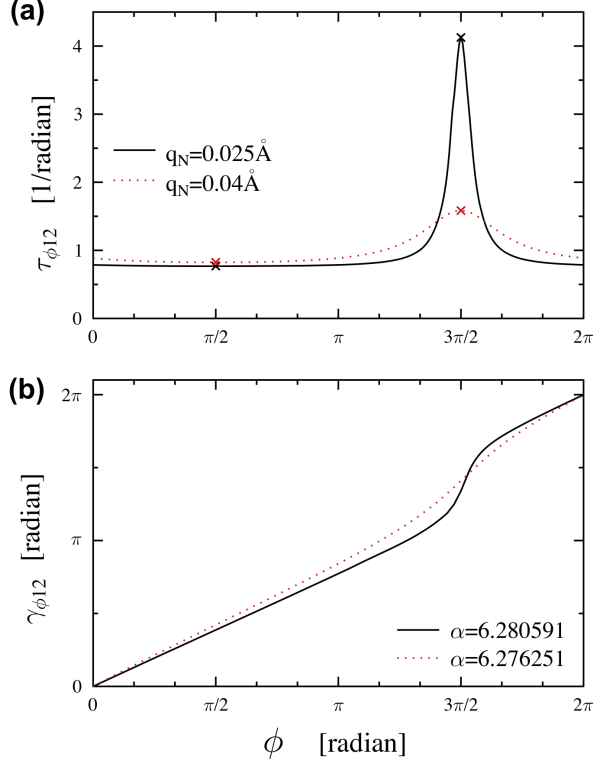 (a)
4
3
2
1
0
τϕ12 [1/radian]
qN=0.025Å
qN=0.04Å
0 π/2 π 3π/2 2π
(b)
2π
π
0
γϕ12 [radian]
α=6.280591
α=6.276251
0 π/2 π 3π/2 2π
ϕ [radian]